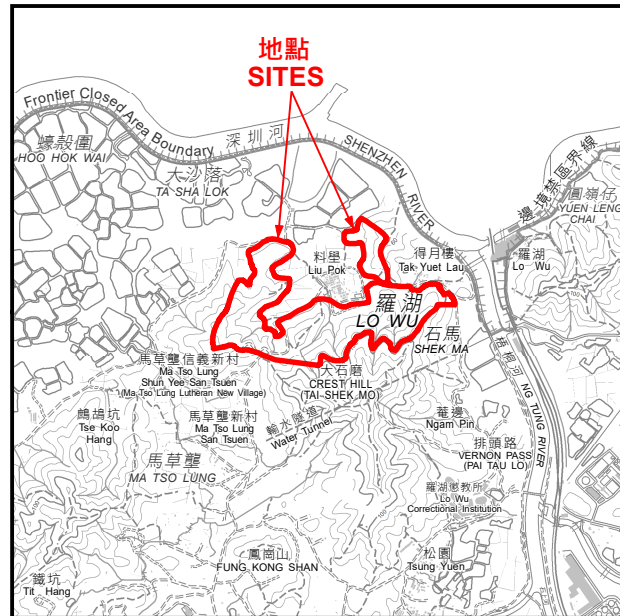 地點
SITES
Frontier Closed Area Boundary
深圳河
SHENZHEN RIVER
蠔殼圍
HOO HOK WAI
大沙落
TA SHA LOK
邊境禁區界線
圓嶺仔
YUEN LENG
CHAI
料壆
Liu Pok
得月樓
Tak Yuet Lau
羅湖
Lo Wu
羅湖
LO WU
石馬
SHEK MA
馬草壟信義新村
Ma Tso Lung
Shun Yee San Tsuen
(Ma Tso Lung Lutheran New Village)
大石磨
CREST HILL
(TAI SHEK MO)
梧桐河 NG TUNG RIVER
鷓鴣坑
Tse Koo
Hang
馬草壟新村
Ma Tso Lung
San Tsuen
輸水隧道
Water Tunnel
菴邊
Ngam Pin
排頭路
VERNON PASS
(PAI TAU LO)
馬草壟
MA TSO LUNG
羅湖懲教所
Lo Wu
Correctional Institution
鳳崗山
FUNG KONG SHAN
松園
Tsung Yuen
鐵坑
Tit Hang